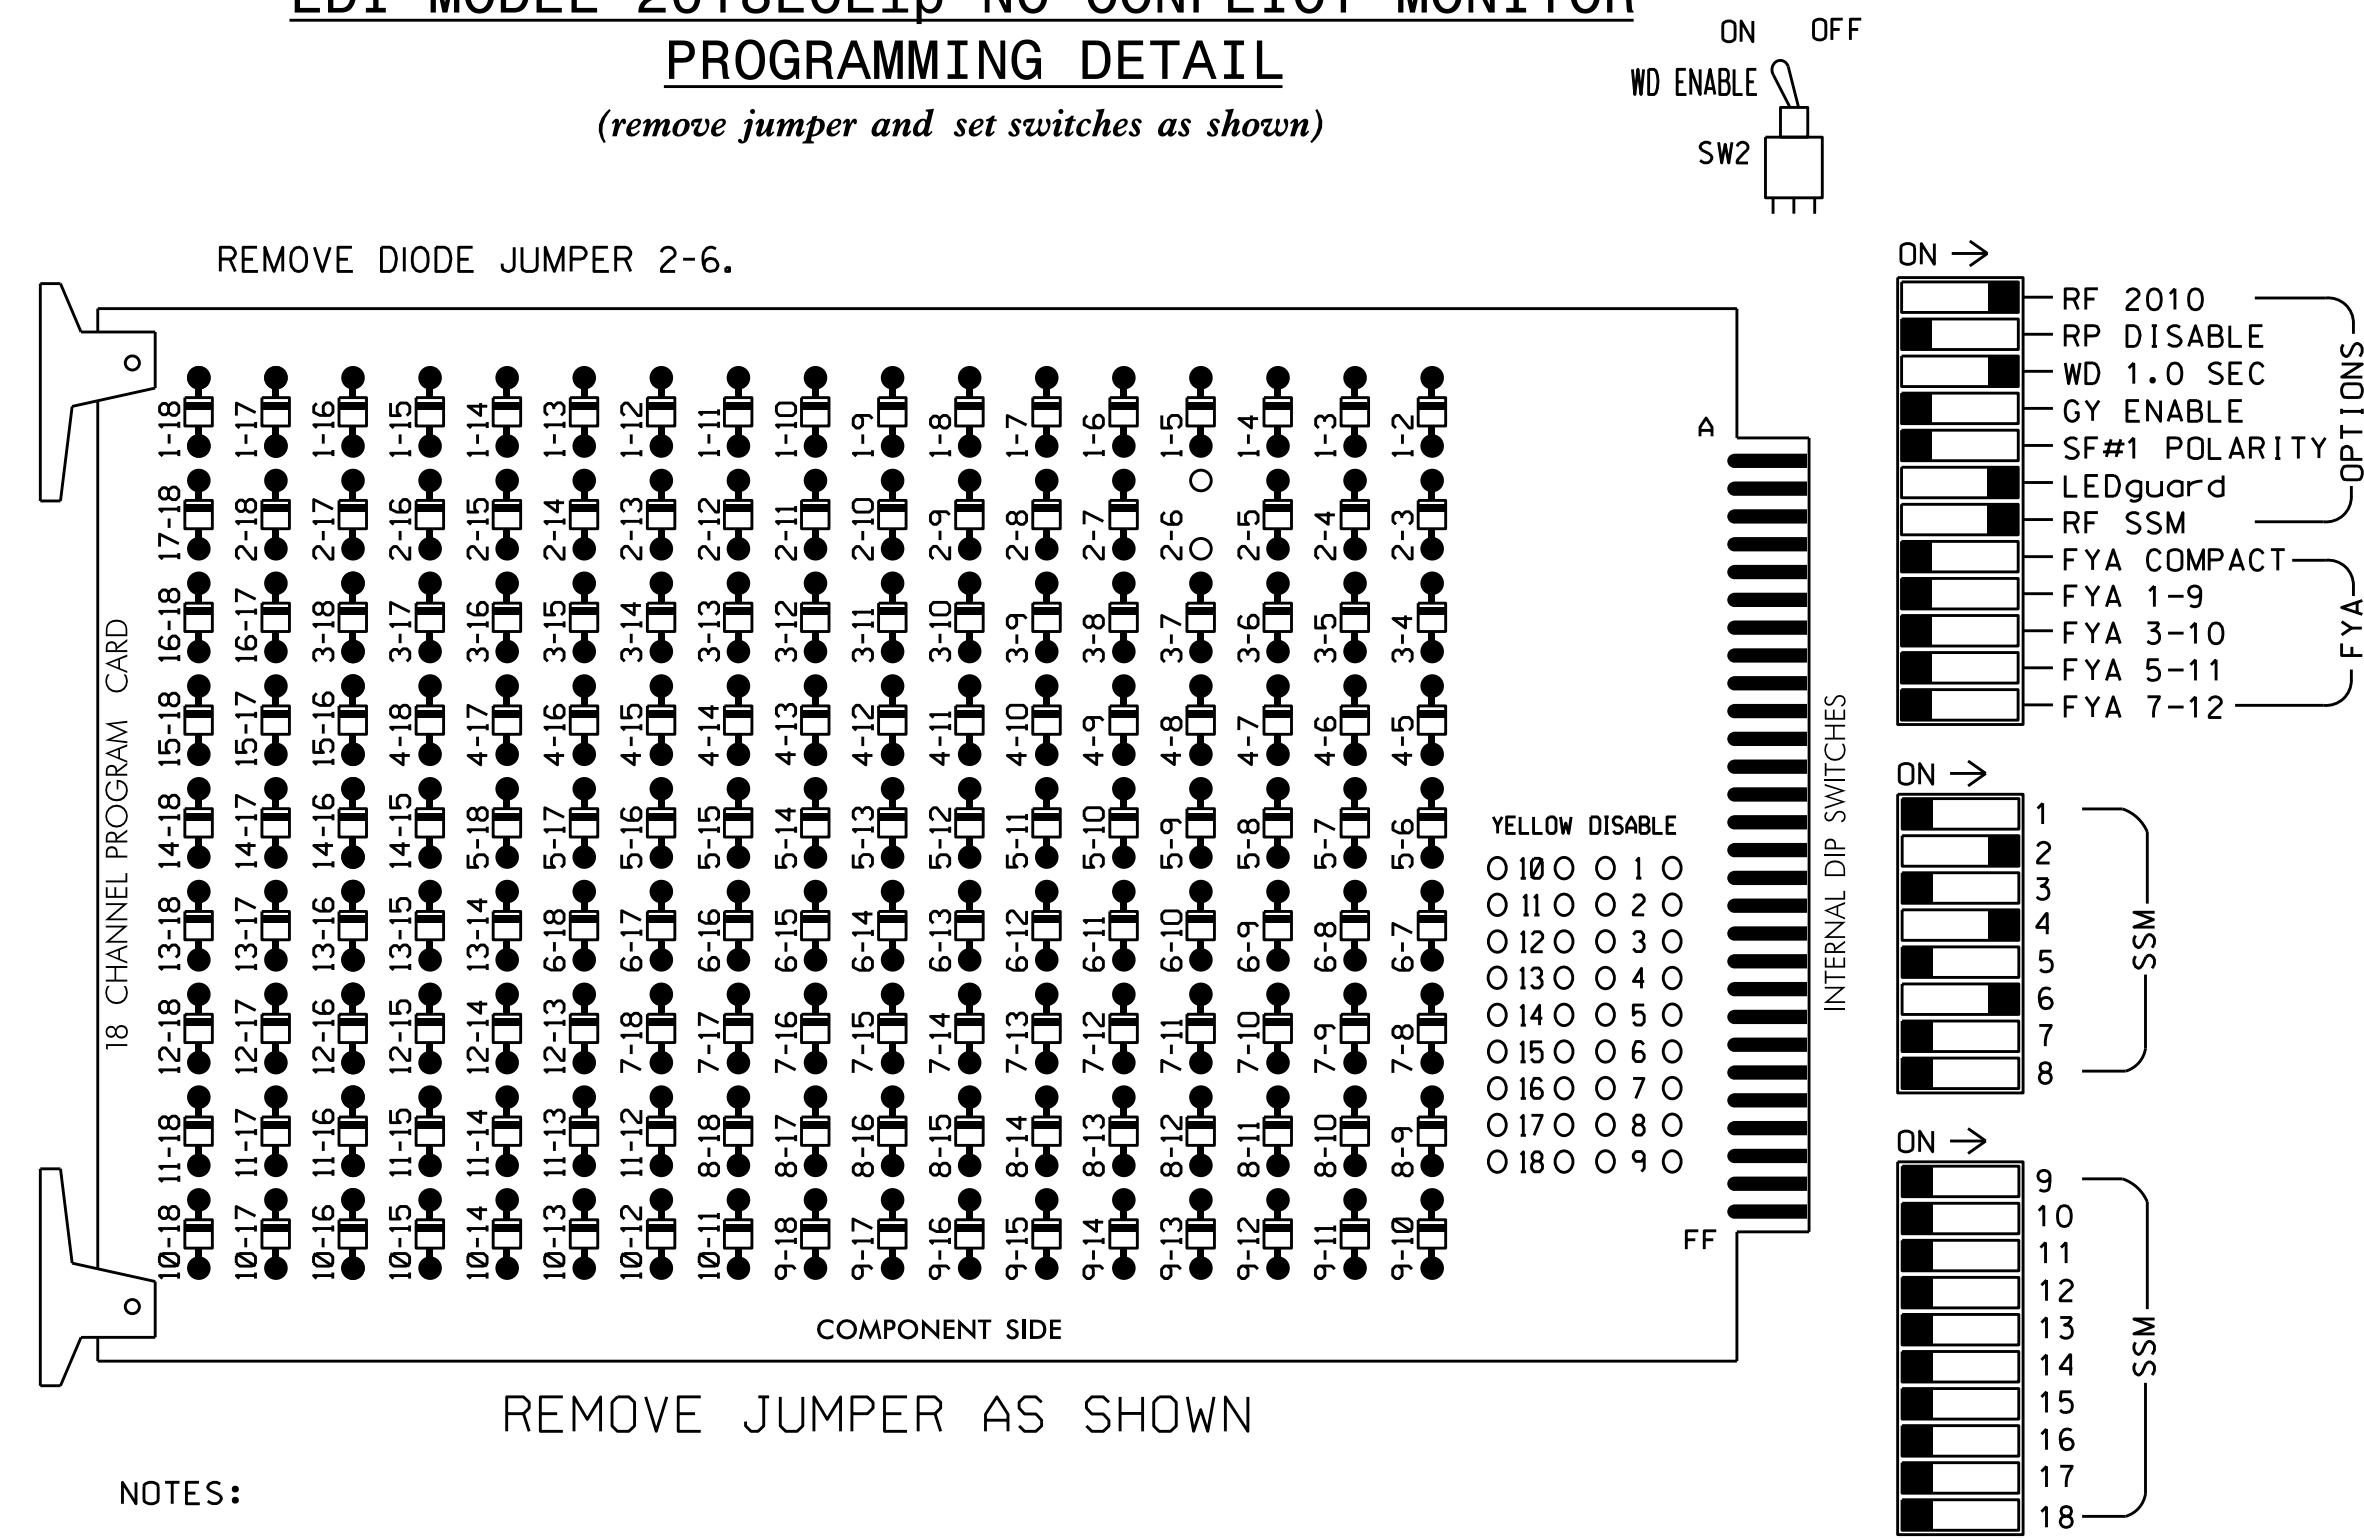 EDI MODEL 2018ECLip-NC CONFLICT MONITOR
PROGRAMMING DETAIL
(remove jumper and set switches as shown)
ON OFF
WD ENABLE
SW2
REMOVE DIODE JUMPER 2-6.
18 CHANNEL PROGRAM CARD
1-18 1-17 1-16 1-15 1-14 1-13 1-12 1-11 1-10 1-9 1-8 1-7 1-6 1-5 1-4 1-3 1-2
17-18 2-18 2-17 2-16 2-15 2-14 2-13 2-12 2-11 2-10 2-9 2-8 2-7 2-6 2-5 2-4 2-3
16-18 16-17 3-18 3-17 3-16 3-15 3-14 3-13 3-12 3-11 3-10 3-9 3-8 3-7 3-6 3-5 3-4
15-18 15-17 15-16 4-18 4-17 4-16 4-15 4-14 4-13 4-12 4-11 4-10 4-9 4-8 4-7 4-6 4-5
14-18 14-17 14-16 14-15 5-18 5-17 5-16 5-15 5-14 5-13 5-12 5-11 5-10 5-9 5-8 5-7 5-6
13-18 13-17 13-16 13-15 13-14 6-18 6-17 6-16 6-15 6-14 6-13 6-12 6-11 6-10 6-9 6-8 6-7
12-18 12-17 12-16 12-15 12-14 12-13 7-18 7-17 7-16 7-15 7-14 7-13 7-12 7-11 7-10 7-9 7-8
11-18 11-17 11-16 11-15 11-14 11-13 11-12 8-18 8-17 8-16 8-15 8-14 8-13 8-12 8-11 8-10 8-9
10-18 10-17 10-16 10-15 10-14 10-13 10-12 10-11 9-18 9-17 9-16 9-15 9-14 9-13 9-12 9-11 9-10
YELLOW DISABLE
10 1
11 2
12 3
13 4
14 5
15 6
16 7
17 8
18 9
A
FF
COMPONENT SIDE
INTERNAL DIP SWITCHES
ON
RF 2010
RP DISABLE
WD 1.0 SEC
GY ENABLE
SF#1 POLARITY
LEDguard
RF SSM
OPTIONS
FYA COMPACT
FYA 1-9
FYA 3-10
FYA 5-11
FYA 7-12
FYA
ON
1
2
3
4
5
6
7
8
SSM
ON
9
10
11
12
13
14
15
16
17
18
SSM
REMOVE JUMPER AS SHOWN
NOTES: